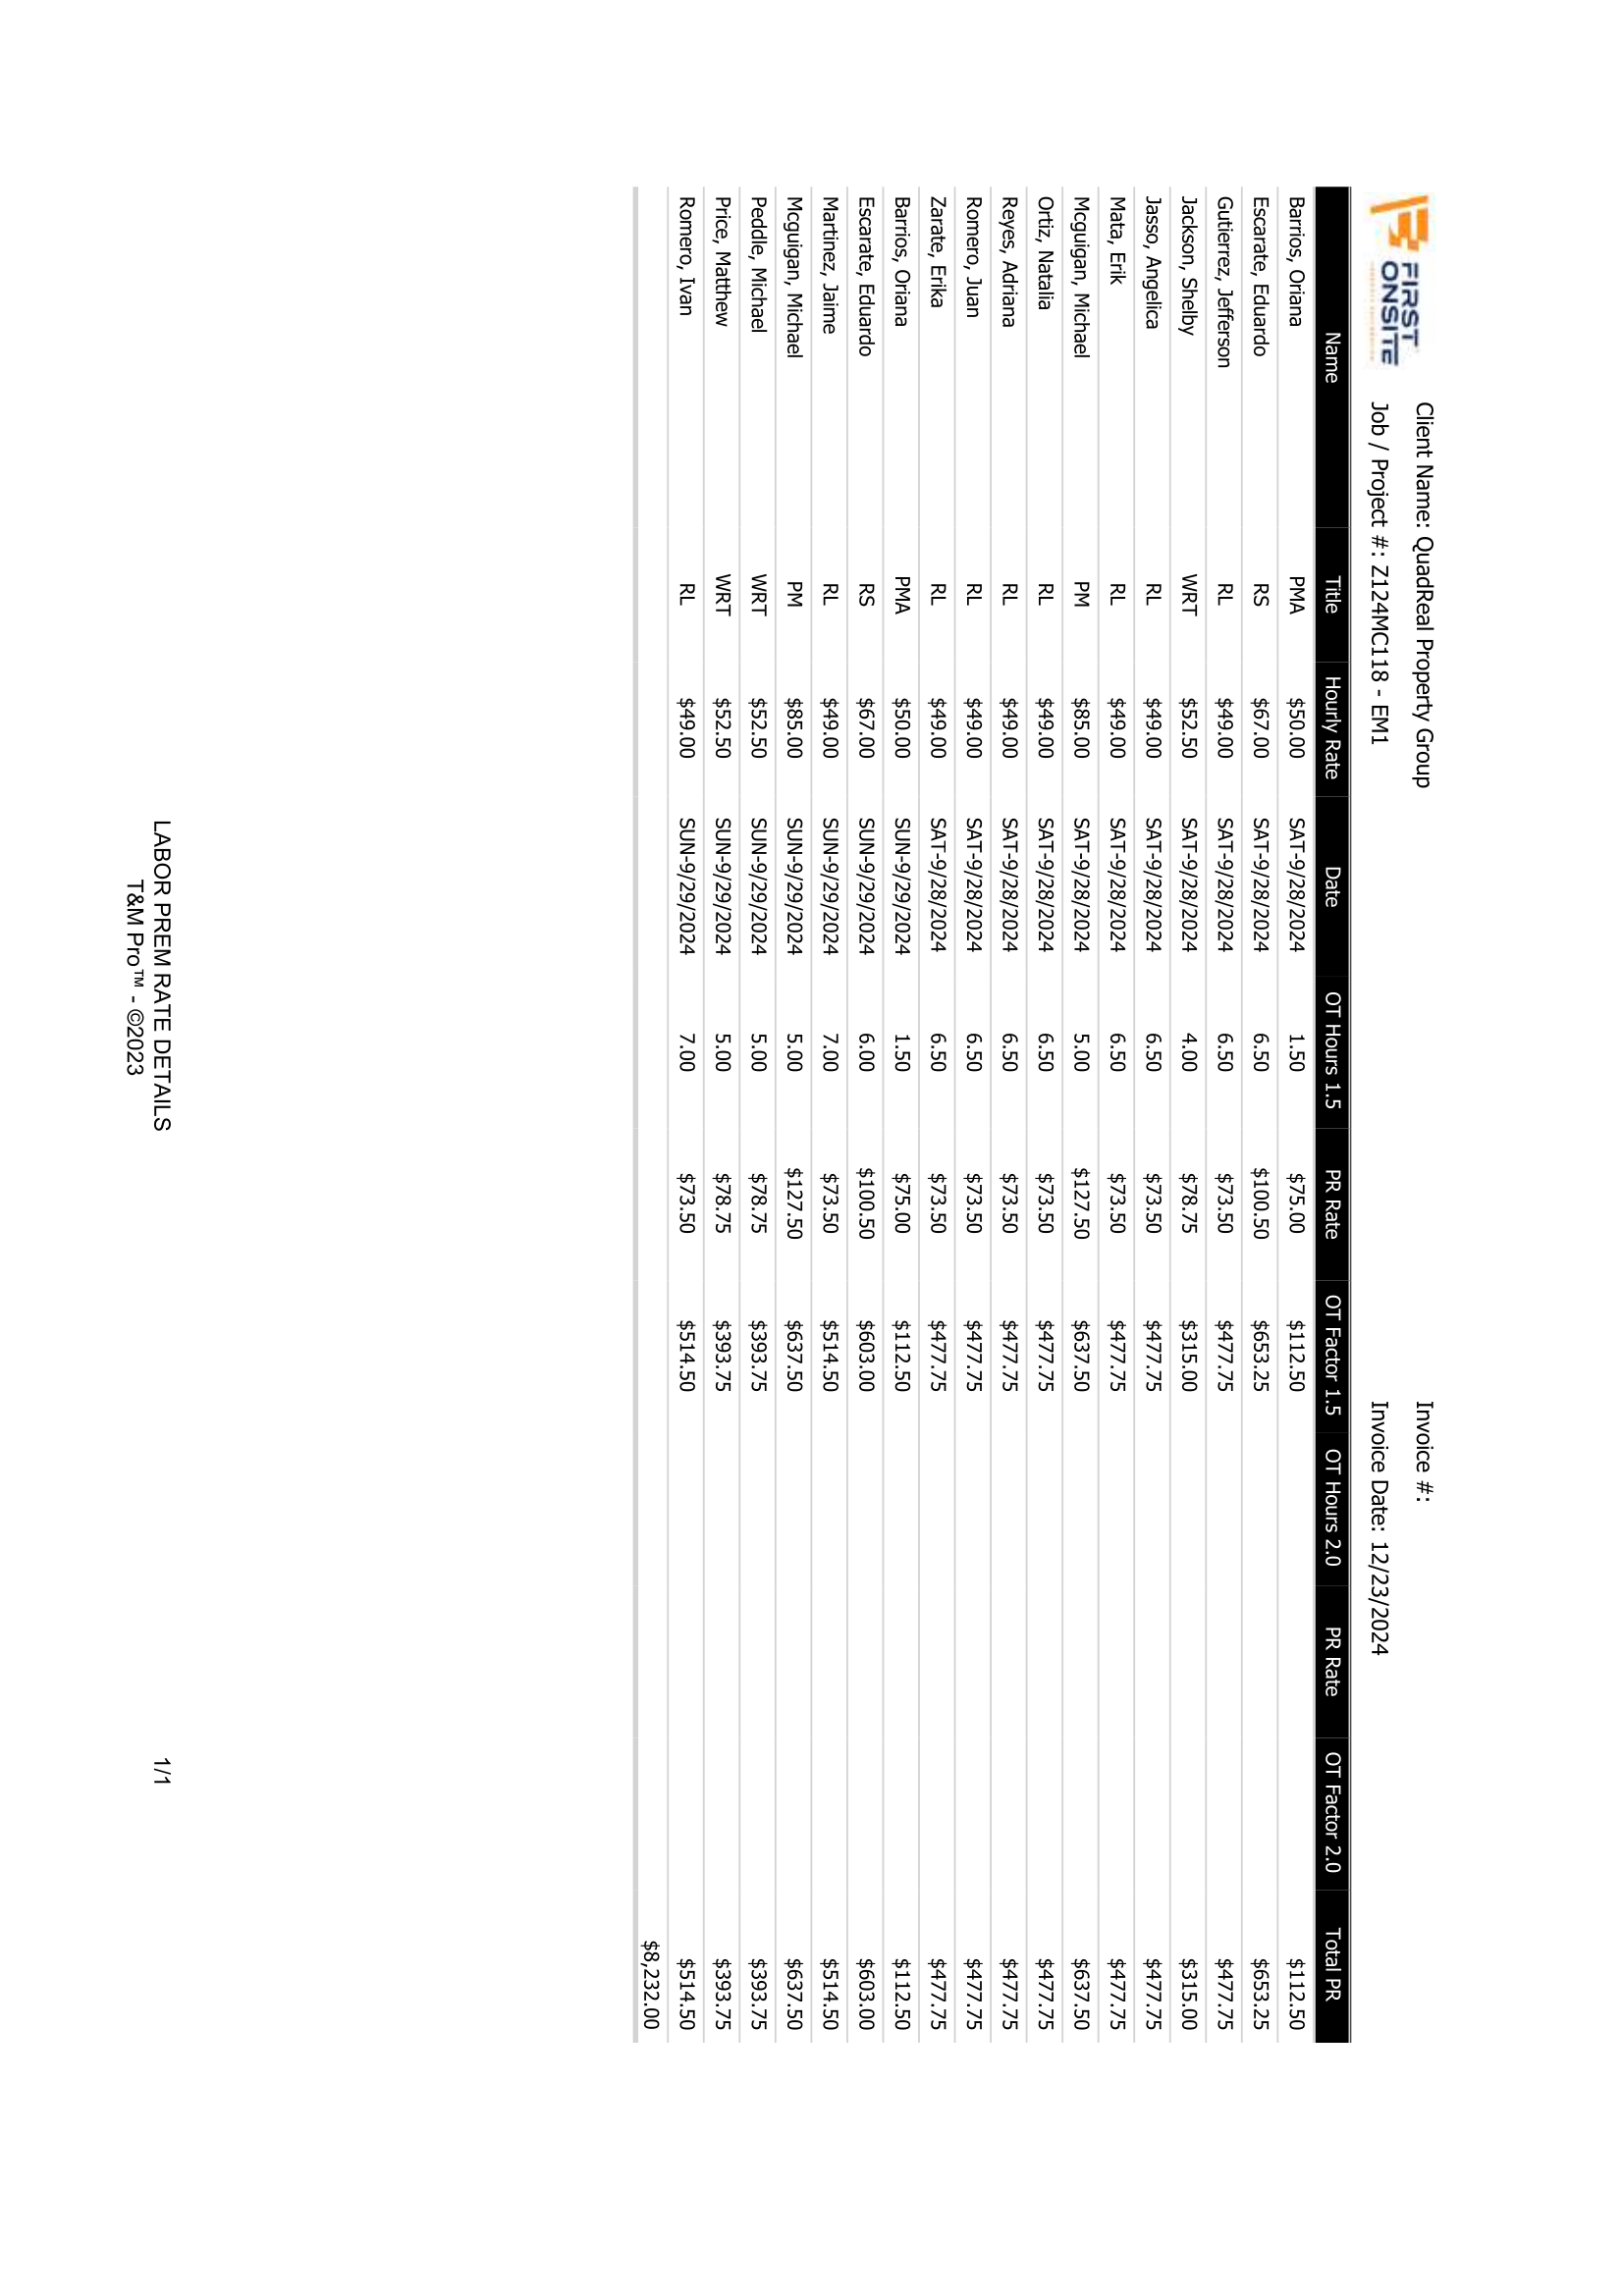 FIRST
ONSITE
Client Name: QuadReal Property Group
Invoice #:
Job / Project #: Z124MC118 - EM1
Invoice Date: 12/23/2024
Name Title Hourly Rate Date OT Hours 1.5 PR Rate OT Factor 1.5 OT Hours 2.0 PR Rate OT Factor 2.0 Total PR
Barrios, Oriana PMA $50.00 SAT-9/28/2024 1.50 $75.00 $112.50 $112.50
Escarate, Eduardo RS $67.00 SAT-9/28/2024 6.50 $100.50 $653.25 $653.25
Gutierrez, Jefferson RL $49.00 SAT-9/28/2024 6.50 $73.50 $477.75 $477.75
Jackson, Shelby WRT $52.50 SAT-9/28/2024 4.00 $78.75 $315.00 $315.00
Jasso, Angelica RL $49.00 SAT-9/28/2024 6.50 $73.50 $477.75 $477.75
Mata, Erik RL $49.00 SAT-9/28/2024 6.50 $73.50 $477.75 $477.75
Mcguigan, Michael PM $85.00 SAT-9/28/2024 5.00 $127.50 $637.50 $637.50
Ortiz, Natalia RL $49.00 SAT-9/28/2024 6.50 $73.50 $477.75 $477.75
Reyes, Adriana RL $49.00 SAT-9/28/2024 6.50 $73.50 $477.75 $477.75
Romero, Juan RL $49.00 SAT-9/28/2024 6.50 $73.50 $477.75 $477.75
Zarate, Erika RL $49.00 SAT-9/28/2024 6.50 $73.50 $477.75 $477.75
Barrios, Oriana PMA $50.00 SUN-9/29/2024 1.50 $75.00 $112.50 $112.50
Escarate, Eduardo RS $67.00 SUN-9/29/2024 6.00 $100.50 $603.00 $603.00
Martinez, Jaime RL $49.00 SUN-9/29/2024 7.00 $73.50 $514.50 $514.50
Mcguigan, Michael PM $85.00 SUN-9/29/2024 5.00 $127.50 $637.50 $637.50
Peddle, Michael WRT $52.50 SUN-9/29/2024 5.00 $78.75 $393.75 $393.75
Price, Matthew WRT $52.50 SUN-9/29/2024 5.00 $78.75 $393.75 $393.75
Romero, Ivan RL $49.00 SUN-9/29/2024 7.00 $73.50 $514.50 $514.50
$8,232.00
LABOR PREM RATE DETAILS 1/1
T&M Pro™ - ©2023